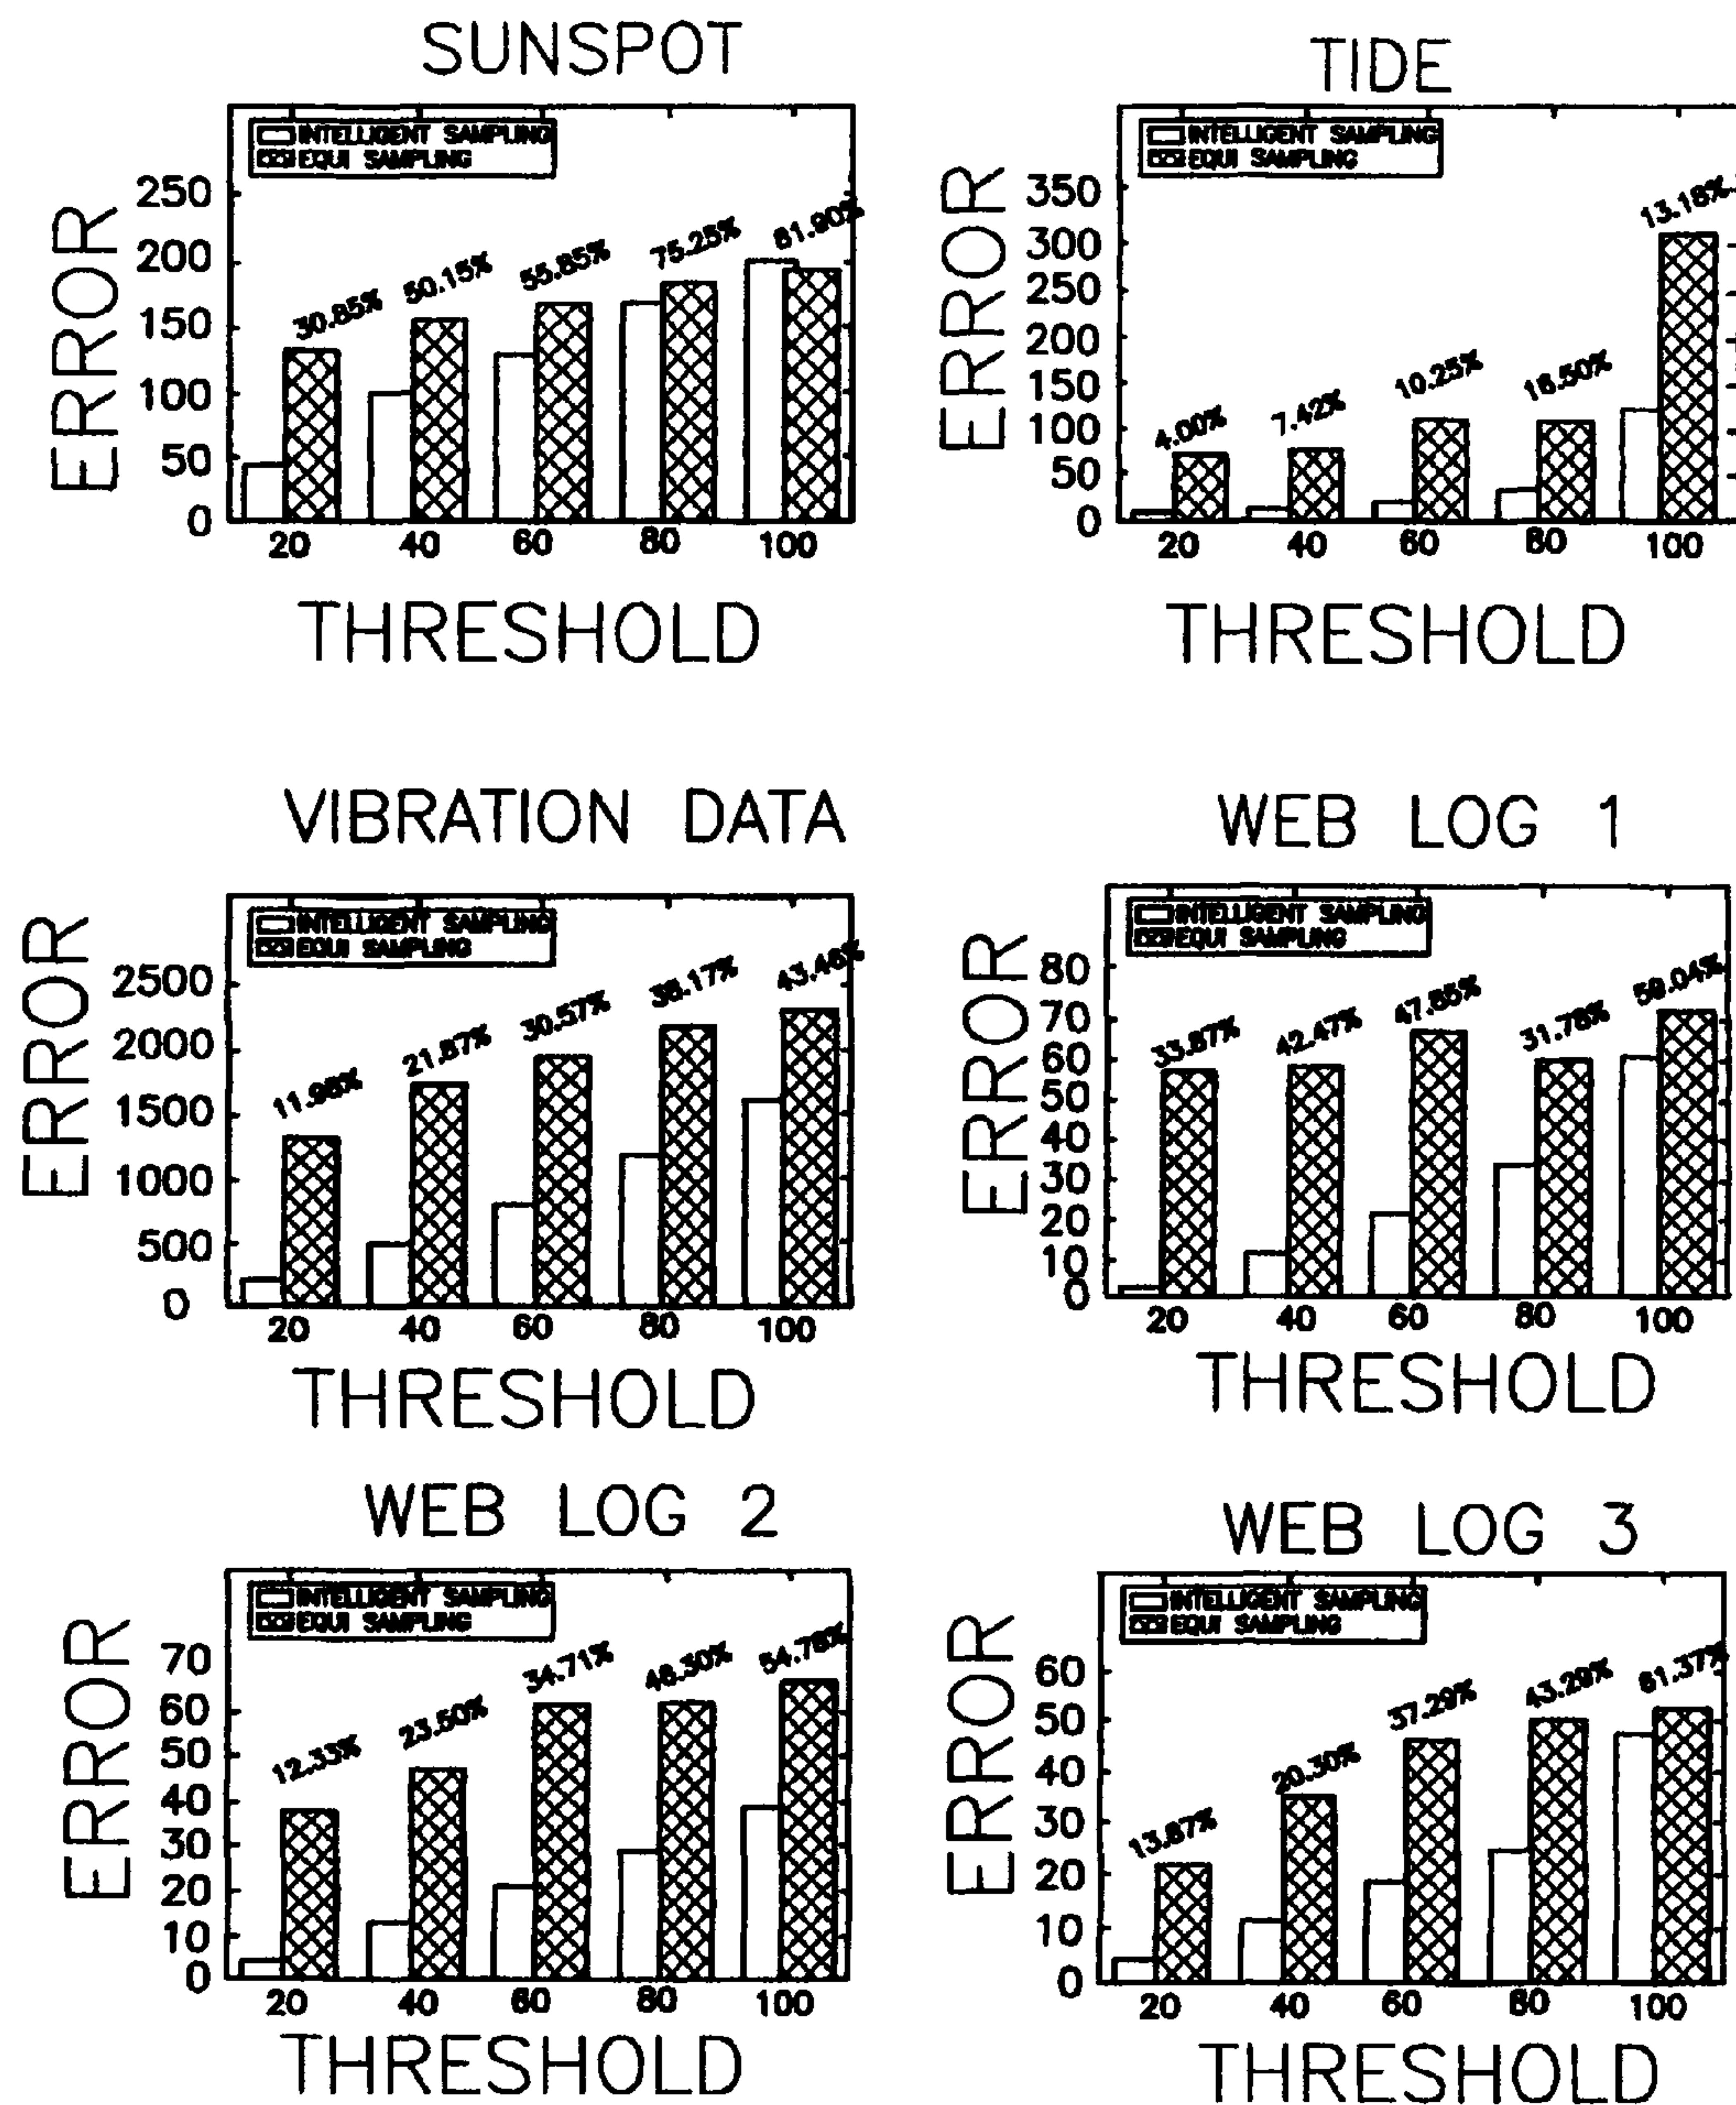 SUNSPOT
INTELLIGENT SAMPLING
EQUI SAMPLING
ERROR
250
200
150
100
50
0
30.85%
50.15%
55.85%
75.25%
81.90%
20 40 60 80 100
THRESHOLD
TIDE
INTELLIGENT SAMPLING
EQUI SAMPLING
ERROR
350
300
250
200
150
100
50
0
4.00%
7.42%
10.25%
16.50%
13.18%
20 40 60 80 100
THRESHOLD
VIBRATION DATA
INTELLIGENT SAMPLING
EQUI SAMPLING
ERROR
2500
2000
1500
1000
500
0
11.98%
21.87%
30.57%
38.17%
43.46%
20 40 60 80 100
THRESHOLD
WEB LOG 1
INTELLIGENT SAMPLING
EQUI SAMPLING
ERROR
80
70
60
50
40
30
20
10
0
33.87%
42.47%
47.85%
31.78%
59.04%
20 40 60 80 100
THRESHOLD
WEB LOG 2
INTELLIGENT SAMPLING
EQUI SAMPLING
ERROR
70
60
50
40
30
20
10
0
12.33%
23.50%
34.71%
48.30%
54.78%
20 40 60 80 100
THRESHOLD
WEB LOG 3
INTELLIGENT SAMPLING
EQUI SAMPLING
ERROR
60
50
40
30
20
10
0
13.87%
20.30%
37.29%
43.29%
61.37%
20 40 60 80 100
THRESHOLD